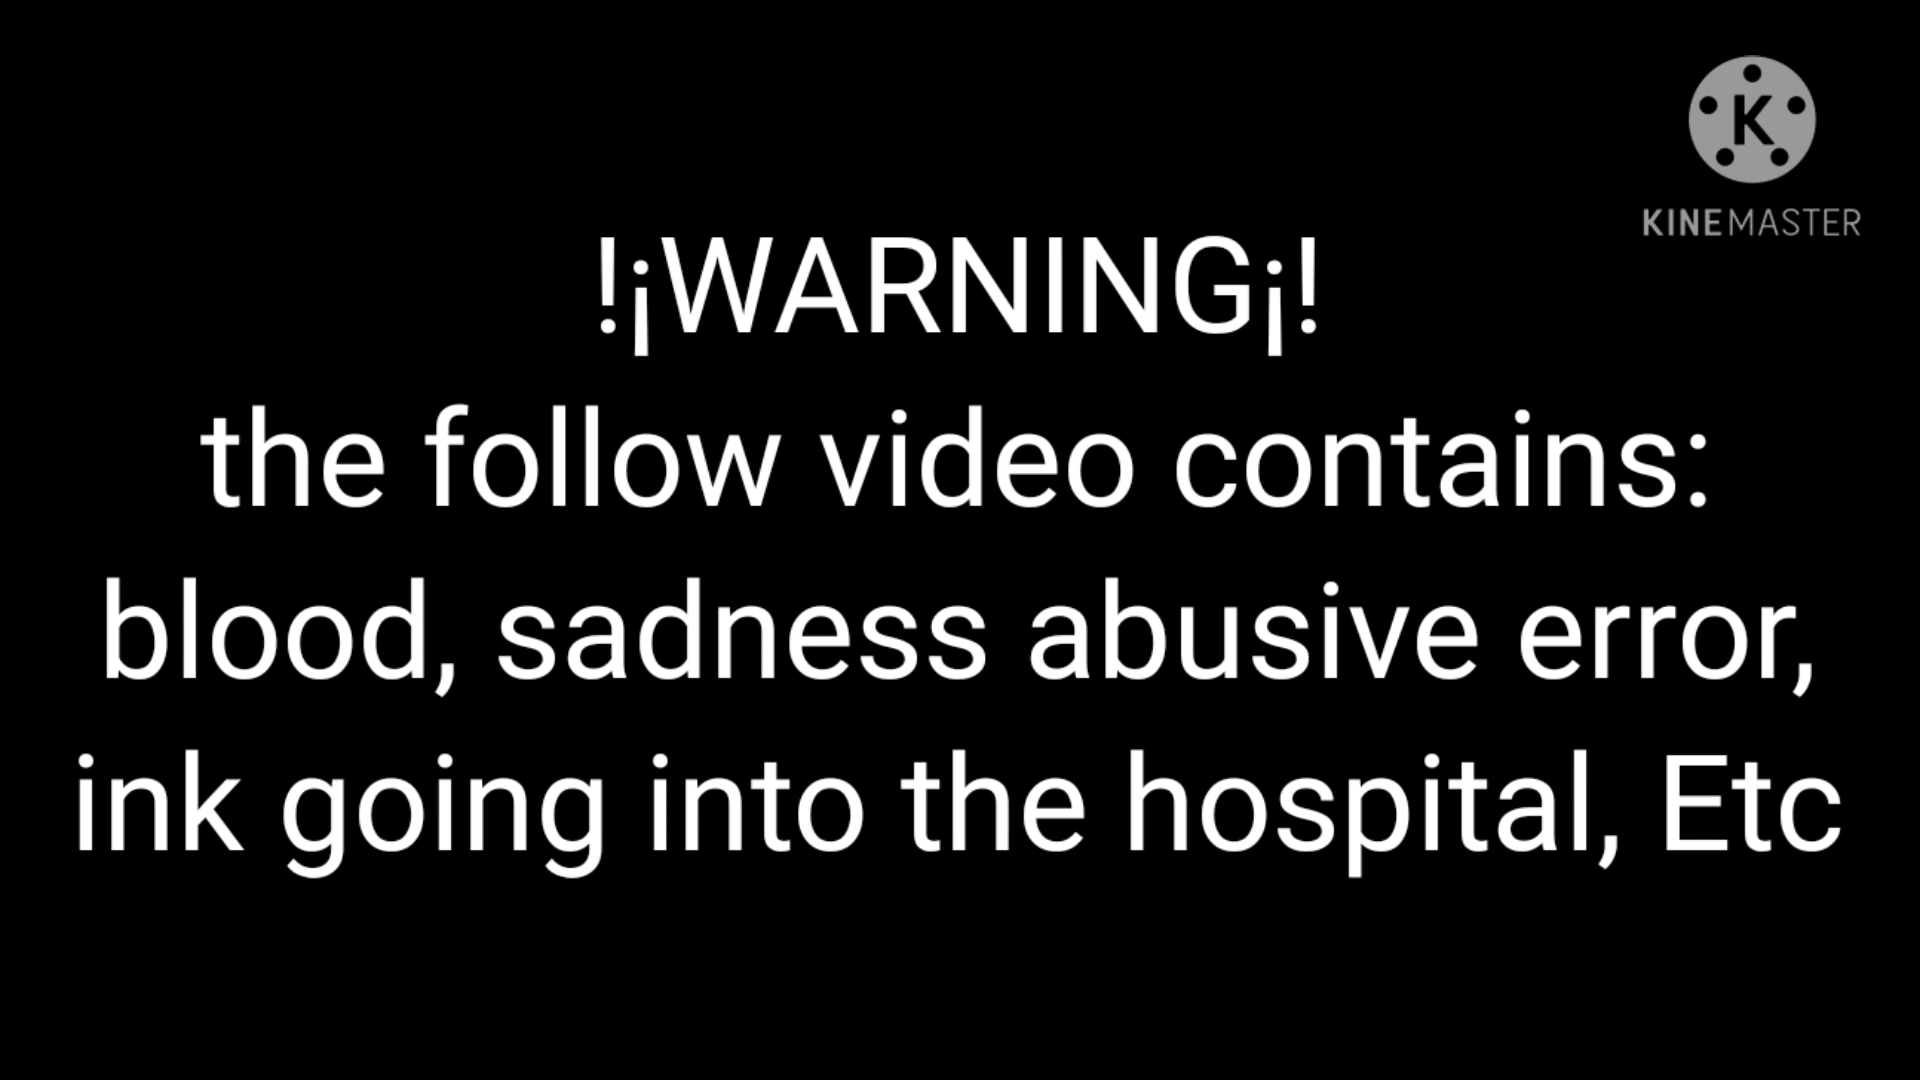 K
KINEMASTER
!¡WARNING¡!
the follow video contains:
blood, sadness abusive error,
ink going into the hospital, Etc